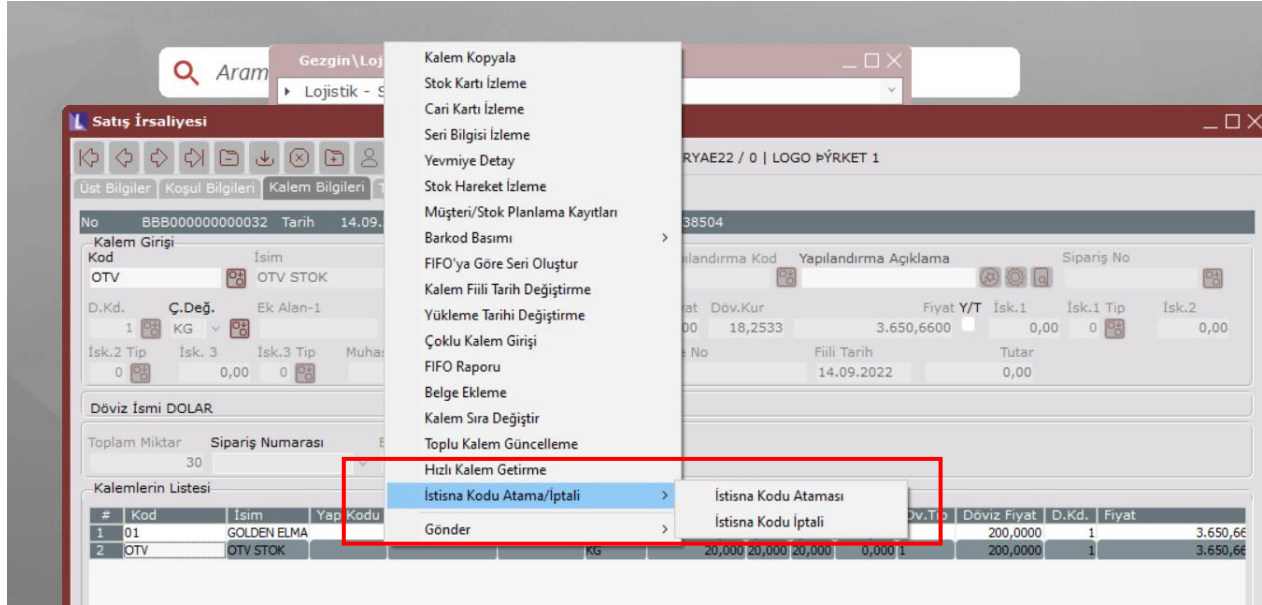 Aram
Gezgin\Loj
Lojistik - S
Satış İrsaliyesi
RYAE22 / 0 | LOGO ÞÝRKET 1
Üst Bilgiler Koşul Bilgileri Kalem Bilgileri T
No BBB000000000032 Tarih 14.09. 38504
Kalem Girişi
Kod İsim ılandırma Kod Yapılandırma Açıklama Sipariş No
OTV OTV STOK
D.Kd. Ç.Değ. Ek Alan-1 yat Döv.Kur Fiyat Y/T İsk.1 İsk.1 Tip İsk.2
1 KG 00 18,2533 3.650,6600 0,00 0 0,00
İsk.2 Tip İsk. 3 İsk.3 Tip Muhas e No Fiili Tarih Tutar
0 0,00 0 14.09.2022 0,00
Döviz İsmi DOLAR
Toplam Miktar Sipariş Numarası
30
Kalemlerin Listesi
# Kod İsim Yap Kodu Dv.Tip Döviz Fiyat D.Kd. Fiyat
1 01 GOLDEN ELMA 200,0000 1 3.650,66
2 OTV OTV STOK KG 20,000 20,000 20,000 0,000 1 200,0000 1 3.650,66
Kalem Kopyala
Stok Kartı İzleme
Cari Kartı İzleme
Seri Bilgisi İzleme
Yevmiye Detay
Stok Hareket İzleme
Müşteri/Stok Planlama Kayıtları
Barkod Basımı
FIFO'ya Göre Seri Oluştur
Kalem Fiili Tarih Değiştirme
Yükleme Tarihi Değiştirme
Çoklu Kalem Girişi
FIFO Raporu
Belge Ekleme
Kalem Sıra Değiştir
Toplu Kalem Güncelleme
Hızlı Kalem Getirme
İstisna Kodu Atama/İptali
Gönder
İstisna Kodu Ataması
İstisna Kodu İptali